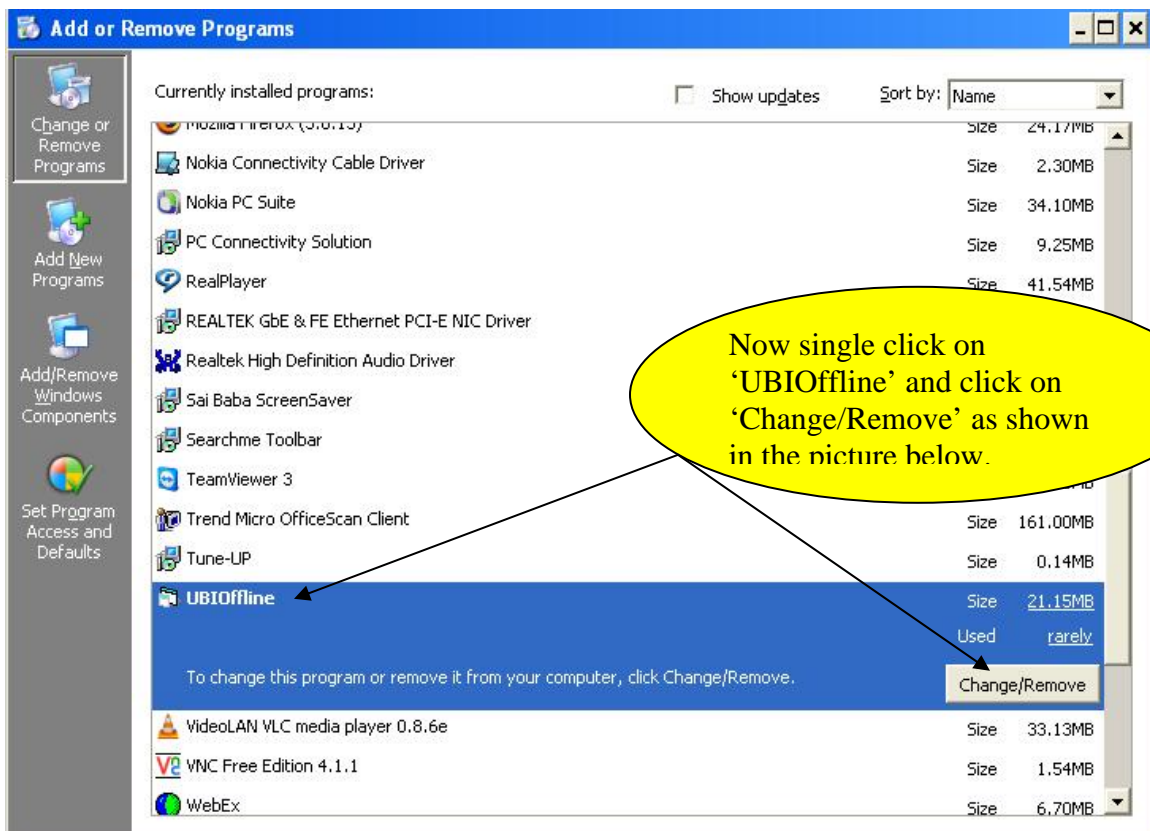 Add or Remove Programs
Currently installed programs:
Show updates
Sort by: Name
Change or
Remove
Programs
Add New
Programs
Add/Remove
Windows
Components
Set Program
Access and
Defaults
Mozilla Firefox Size 24.17MB
Nokia Connectivity Cable Driver Size 2.30MB
Nokia PC Suite Size 34.10MB
PC Connectivity Solution Size 9.25MB
RealPlayer Size 41.54MB
REALTEK GbE & FE Ethernet PCI-E NIC Driver
Realtek High Definition Audio Driver
Sai Baba ScreenSaver
Searchme Toolbar
TeamViewer 3
Trend Micro OfficeScan Client Size 161.00MB
Tune-UP Size 0.14MB
UBIOffline Size 21.15MB
Used rarely
To change this program or remove it from your computer, click Change/Remove.
Change/Remove
VideoLAN VLC media player 0.8.6e Size 33.13MB
VNC Free Edition 4.1.1 Size 1.54MB
WebEx Size 6.70MB
Now single click on
‘UBIOffline’ and click on
‘Change/Remove’ as shown
in the picture below.